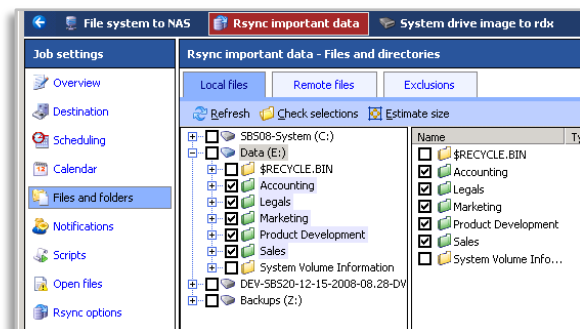 File system to NAS
Rsync important data
System drive image to rdx
Job settings
Rsync important data - Files and directories
Overview
Destination
Scheduling
Calendar
Files and folders
Notifications
Scripts
Open files
Rsync options
Local files
Remote files
Exclusions
Refresh
Check selections
Estimate size
SBS08-System (C:)
Data (E:)
$RECYCLE.BIN
Accounting
Legals
Marketing
Product Development
Sales
System Volume Information
DEV-SBS20-12-15-2008-08.28-DV
Backups (Z:)
Name
Ty
$RECYCLE.BIN
Accounting
Legals
Marketing
Product Development
Sales
System Volume Info...